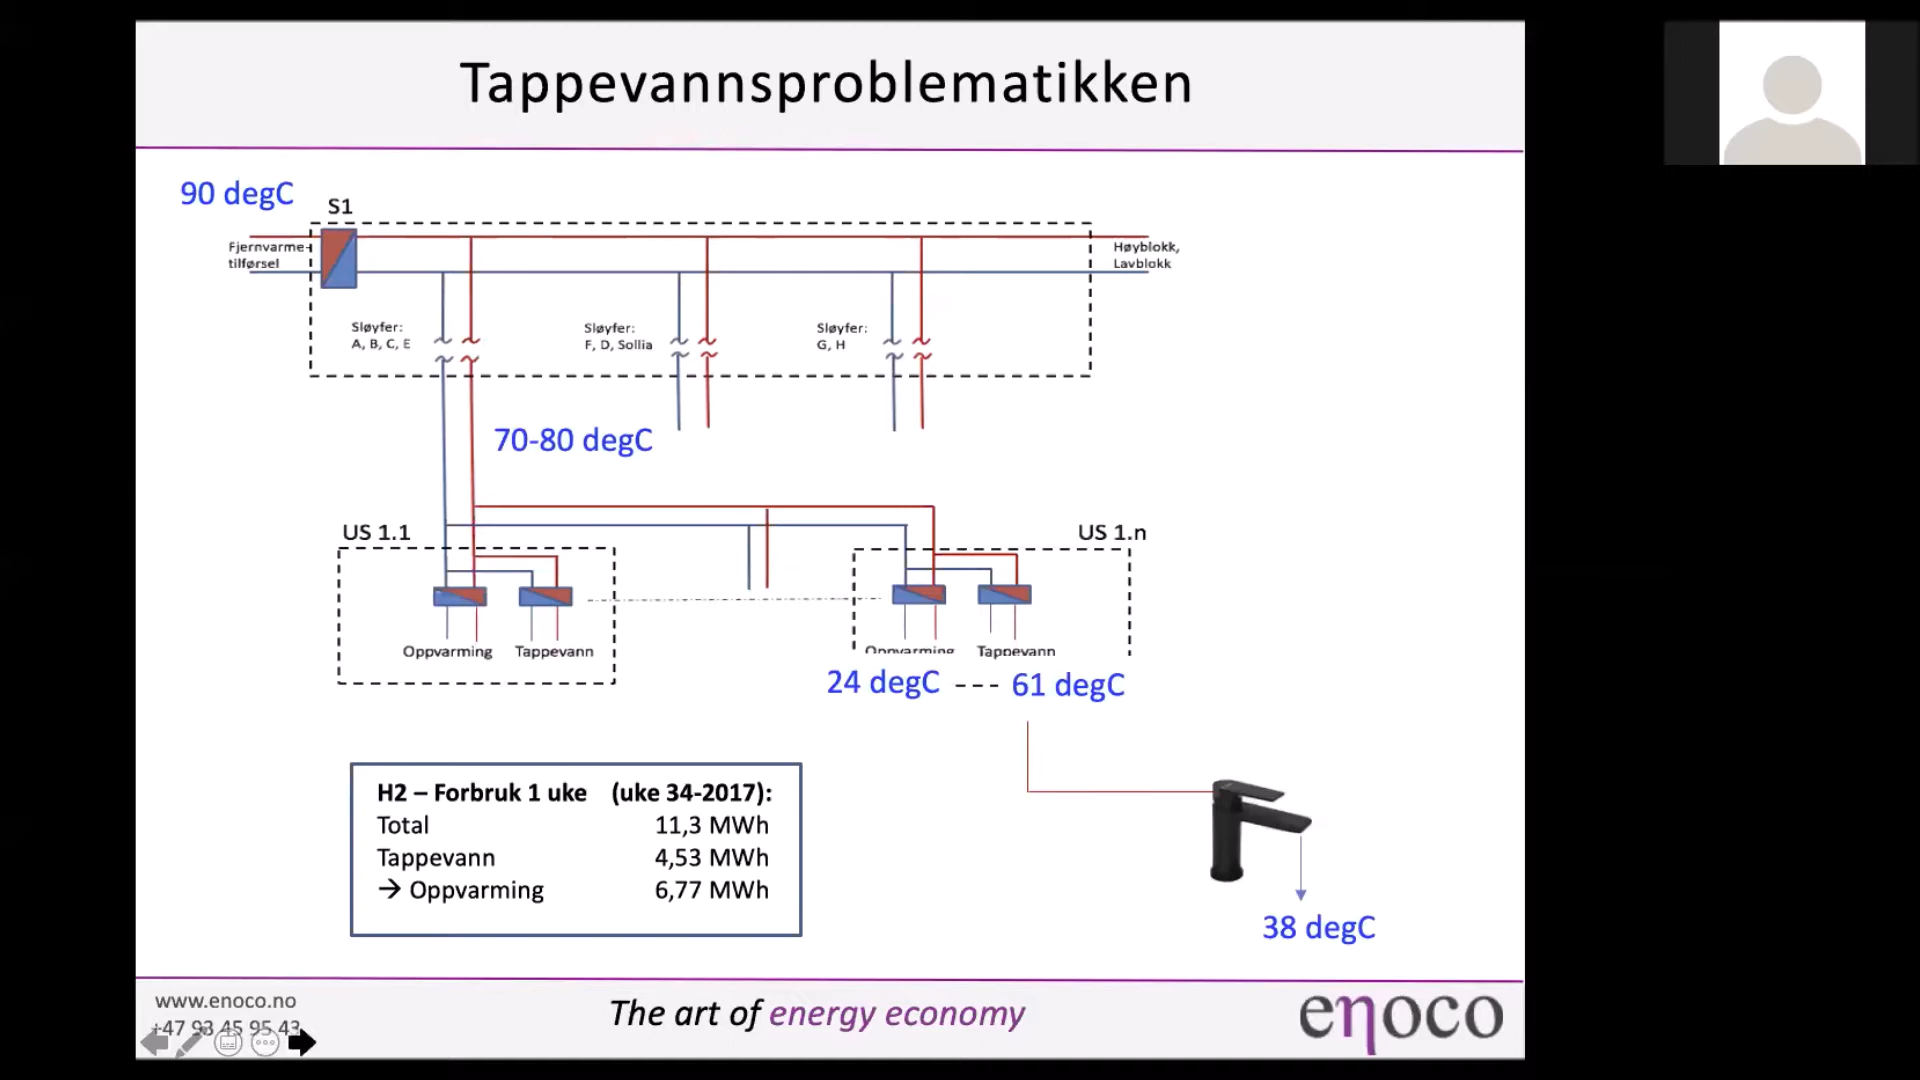 Tappevannsproblematikken
90 degC
S1
Fjernvarme-
tilførsel
Høyblokk,
Lavblokk
Sløyfer:
A, B, C, E
Sløyfer:
F, D, Sollia
Sløyfer:
G, H
70-80 degC
US 1.1
US 1.n
Oppvarming
Tappevann
Oppvarming
Tappevann
24 degC --- 61 degC
H2 – Forbruk 1 uke (uke 34-2017):
Total 11,3 MWh
Tappevann 4,53 MWh
→ Oppvarming 6,77 MWh
38 degC
www.enoco.no
+47 93 45 95 43
The art of energy economy
eηoco